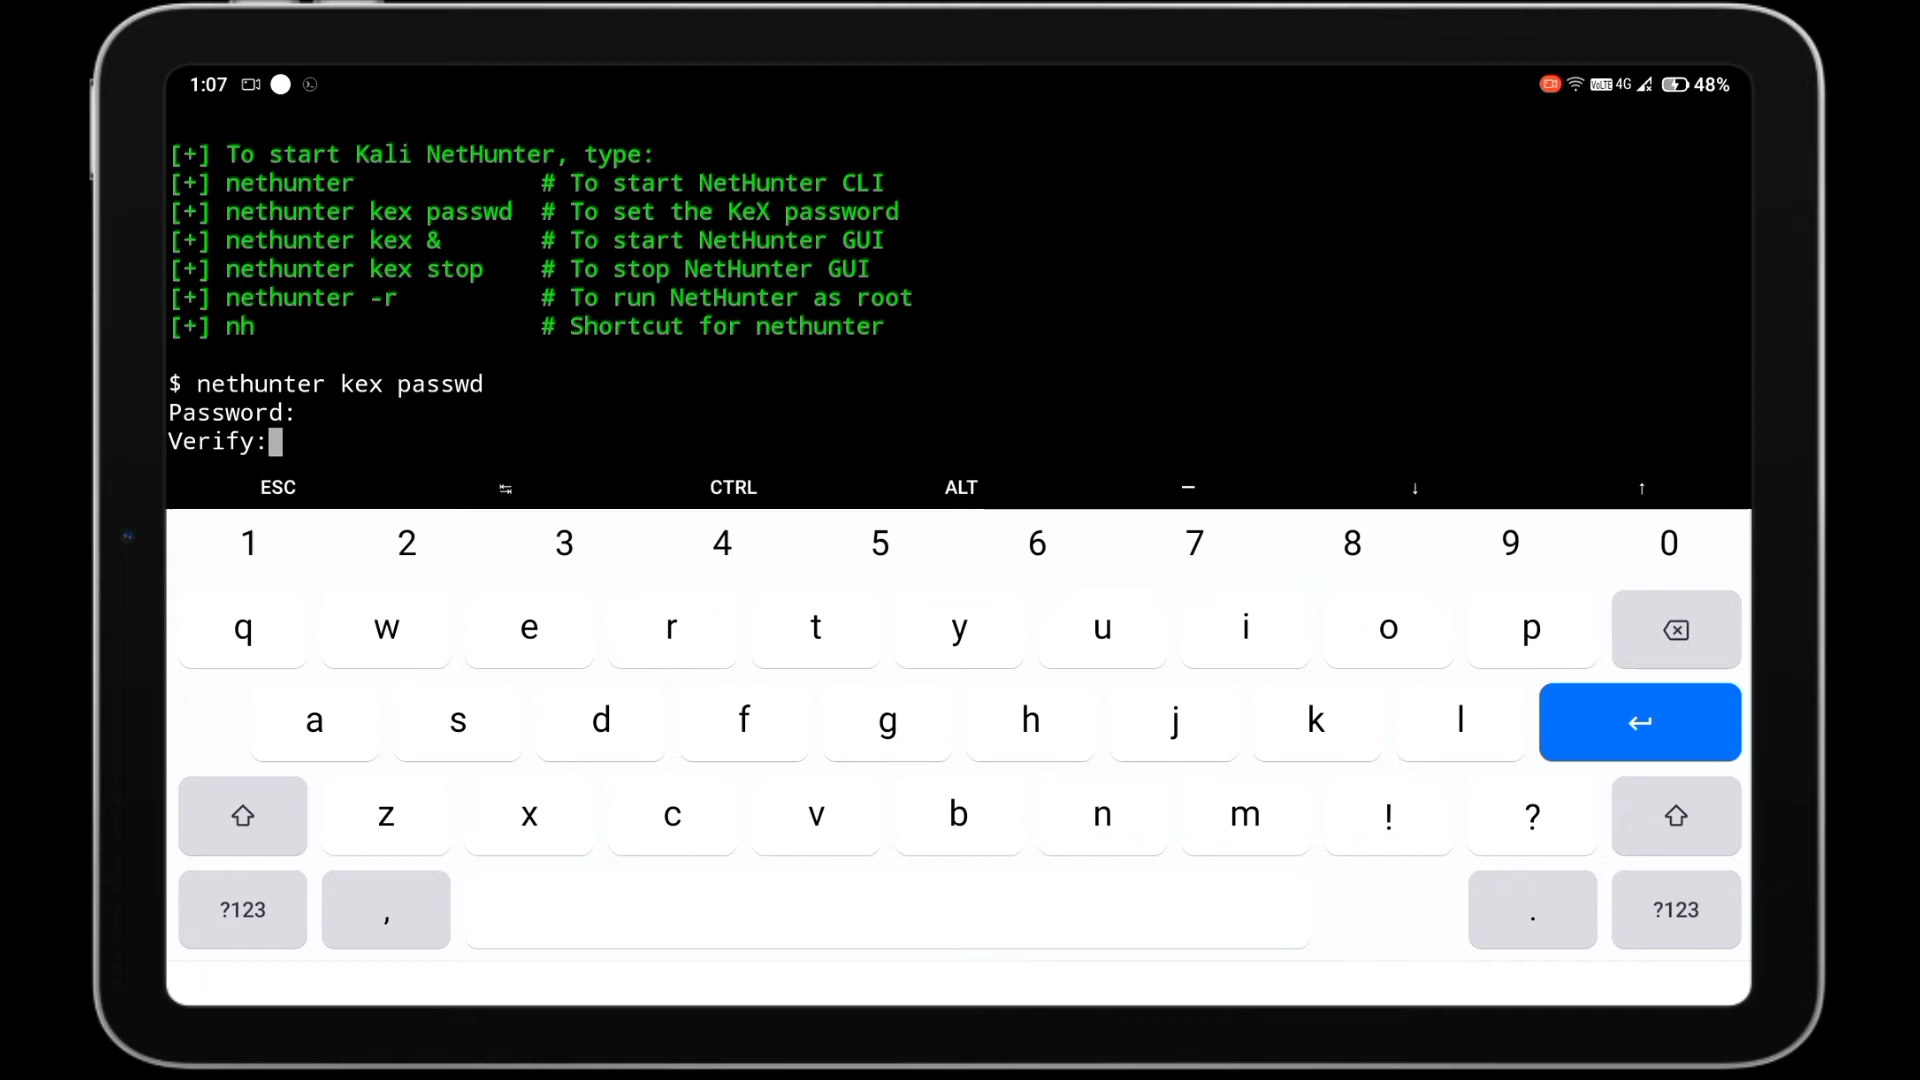 1:07
VoLTE 4G 48%
[+] To start Kali NetHunter, type:
[+] nethunter # To start NetHunter CLI
[+] nethunter kex passwd # To set the KeX password
[+] nethunter kex & # To start NetHunter GUI
[+] nethunter kex stop # To stop NetHunter GUI
[+] nethunter -r # To run NetHunter as root
[+] nh # Shortcut for nethunter
$ nethunter kex passwd
Password:
Verify:
ESC ↹ CTRL ALT — ↓ ↑
1 2 3 4 5 6 7 8 9 0
q w e r t y u i o p
a s d f g h j k l
z x c v b n m ! ?
?123 , . ?123